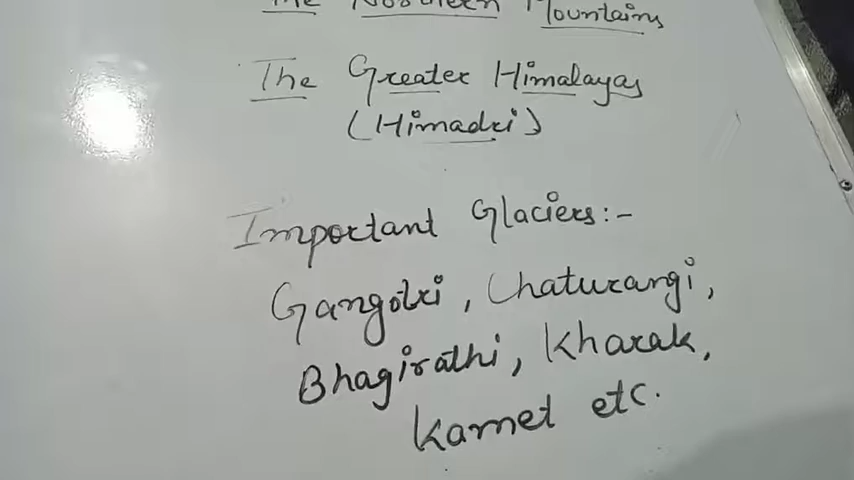 The Northern Mountains
The Greater Himalayas
(Himadri)
Important Glaciers:-
Gangotri, Chaturangi,
Bhagirathi, Kharak,
Kamet etc.